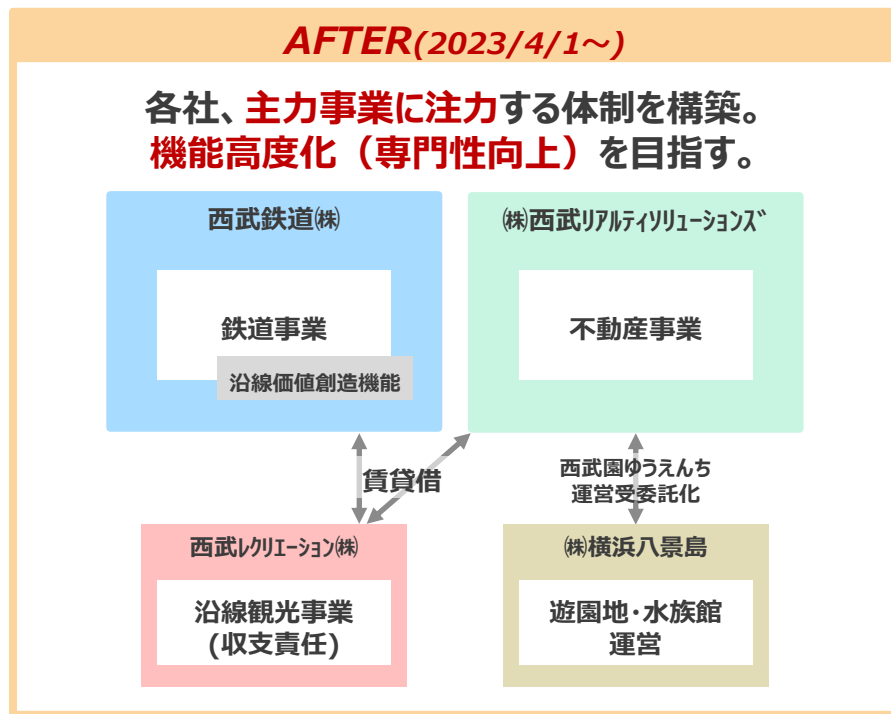 AFTER(2023/4/1～)
各社、主力事業に注力する体制を構築。
機能高度化（専門性向上）を目指す。
西武鉄道㈱
㈱西武ﾘｱﾙﾃｨｿﾘｭｰｼｮﾝｽﾞ
鉄道事業
不動産事業
沿線価値創造機能
賃貸借
西武園ゆうえんち
運営受委託化
西武ﾚｸﾘｴｰｼｮﾝ㈱
㈱横浜八景島
沿線観光事業
(収支責任)
遊園地・水族館
運営